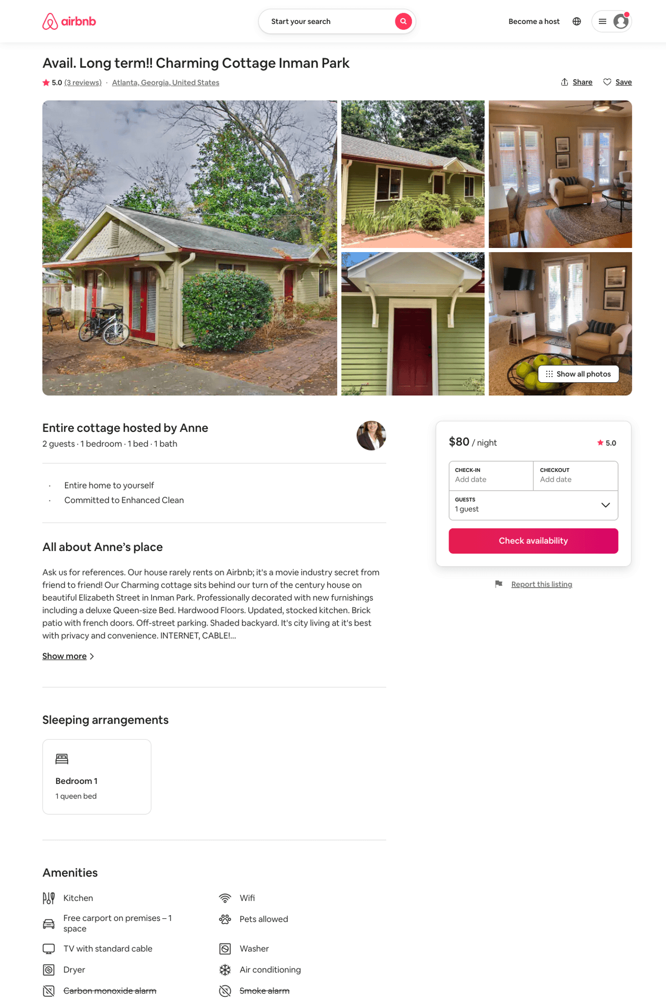 airbnb
Start your search
Become a host
Avail. Long term!! Charming Cottage Inman Park
5.0 (3 reviews) · Atlanta, Georgia, United States
Share
Save
Show all photos
Entire cottage hosted by Anne
2 guests · 1 bedroom · 1 bed · 1 bath
· Entire home to yourself
· Committed to Enhanced Clean
All about Anne’s place
Ask us for references. Our house rarely rents on Airbnb; it's a movie industry secret from
friend to friend! Our Charming cottage sits behind our turn of the century house on
beautiful Elizabeth Street in Inman Park. Professionally decorated with new furnishings
including a deluxe Queen-size Bed. Hardwood Floors. Updated, stocked kitchen. Brick
patio with french doors. Off-street parking. Shaded backyard. It's city living at it's best
with privacy and convenience. INTERNET, CABLE!...
Show more
$80 / night
5.0
CHECK-IN
Add date
CHECKOUT
Add date
GUESTS
1 guest
Check availability
Report this listing
Sleeping arrangements
Bedroom 1
1 queen bed
Amenities
Kitchen
Wifi
Free carport on premises – 1
space
Pets allowed
TV with standard cable
Washer
Dryer
Air conditioning
Carbon monoxide alarm
Smoke alarm